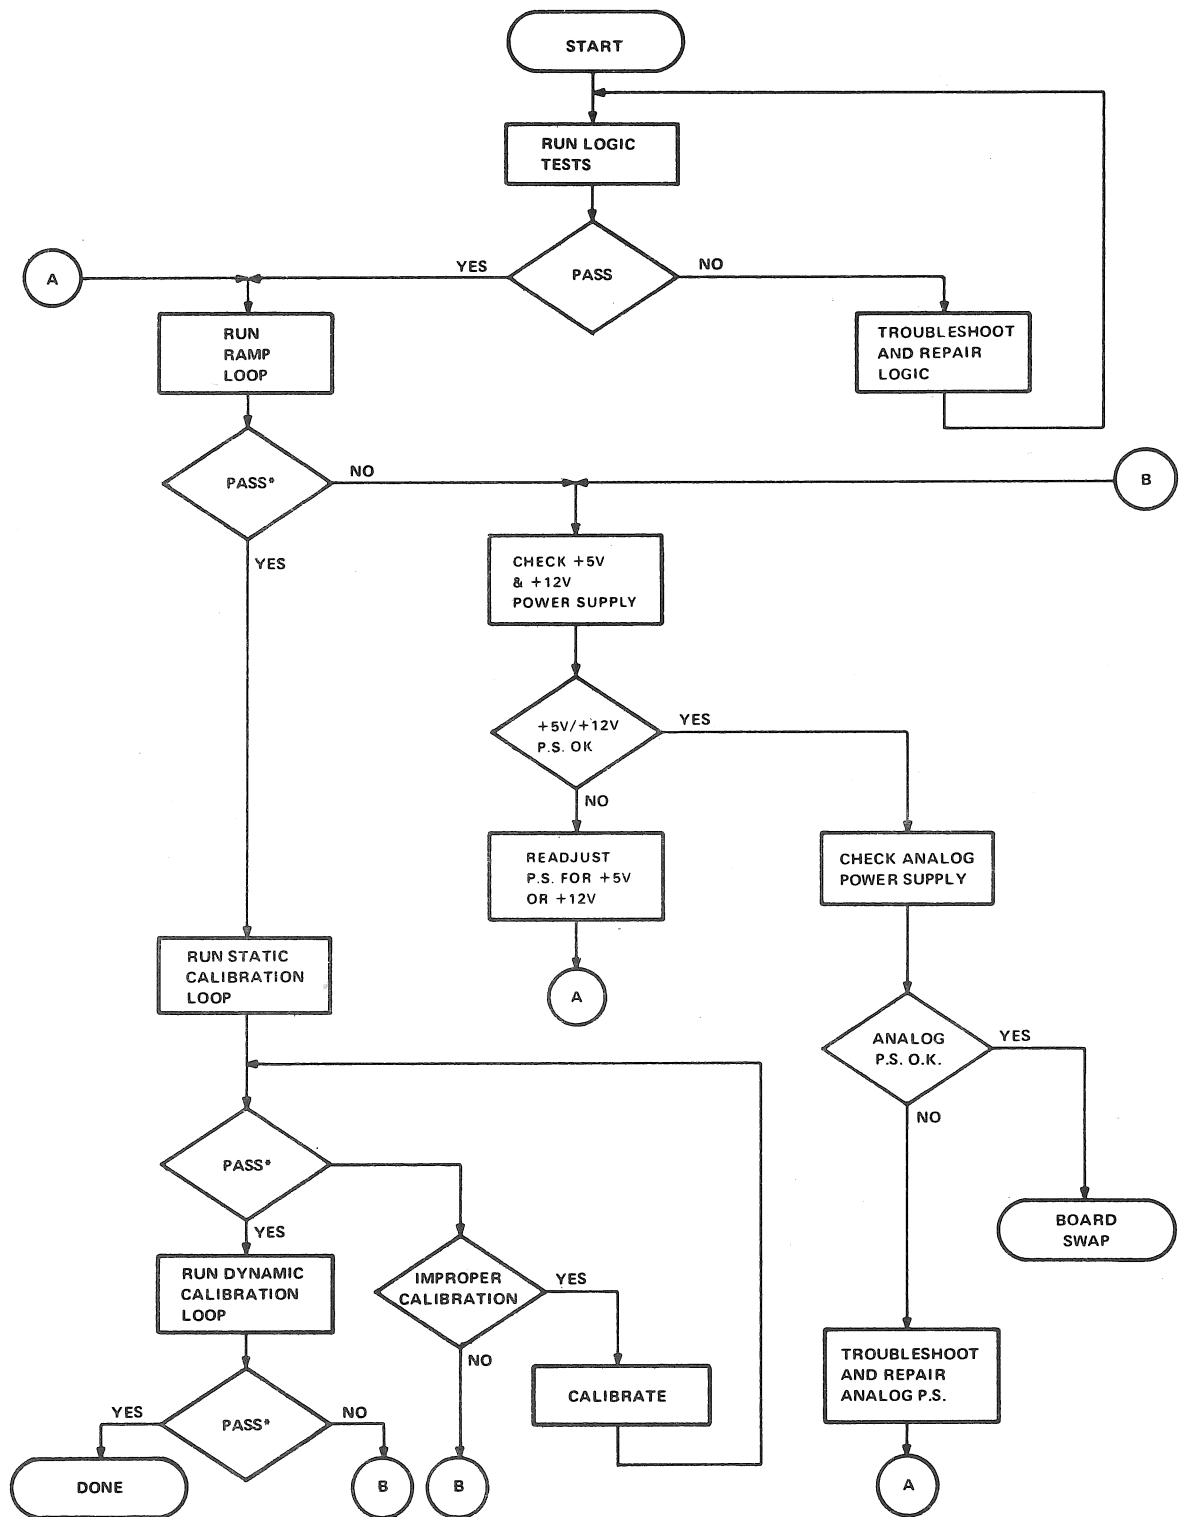 START
RUN LOGIC
TESTS
PASS
YES
NO
A
RUN
RAMP
LOOP
TROUBLESHOOT
AND REPAIR
LOGIC
PASS*
NO
B
YES
CHECK +5V
& +12V
POWER SUPPLY
+5V/+12V
P.S. OK
YES
NO
READJUST
P.S. FOR +5V
OR +12V
CHECK ANALOG
POWER SUPPLY
RUN STATIC
CALIBRATION
LOOP
A
ANALOG
P.S. O.K.
YES
NO
PASS*
YES
BOARD
SWAP
RUN DYNAMIC
CALIBRATION
LOOP
IMPROPER
CALIBRATION
YES
NO
CALIBRATE
TROUBLESHOOT
AND REPAIR
ANALOG P.S.
YES
PASS*
NO
DONE
B
B
A